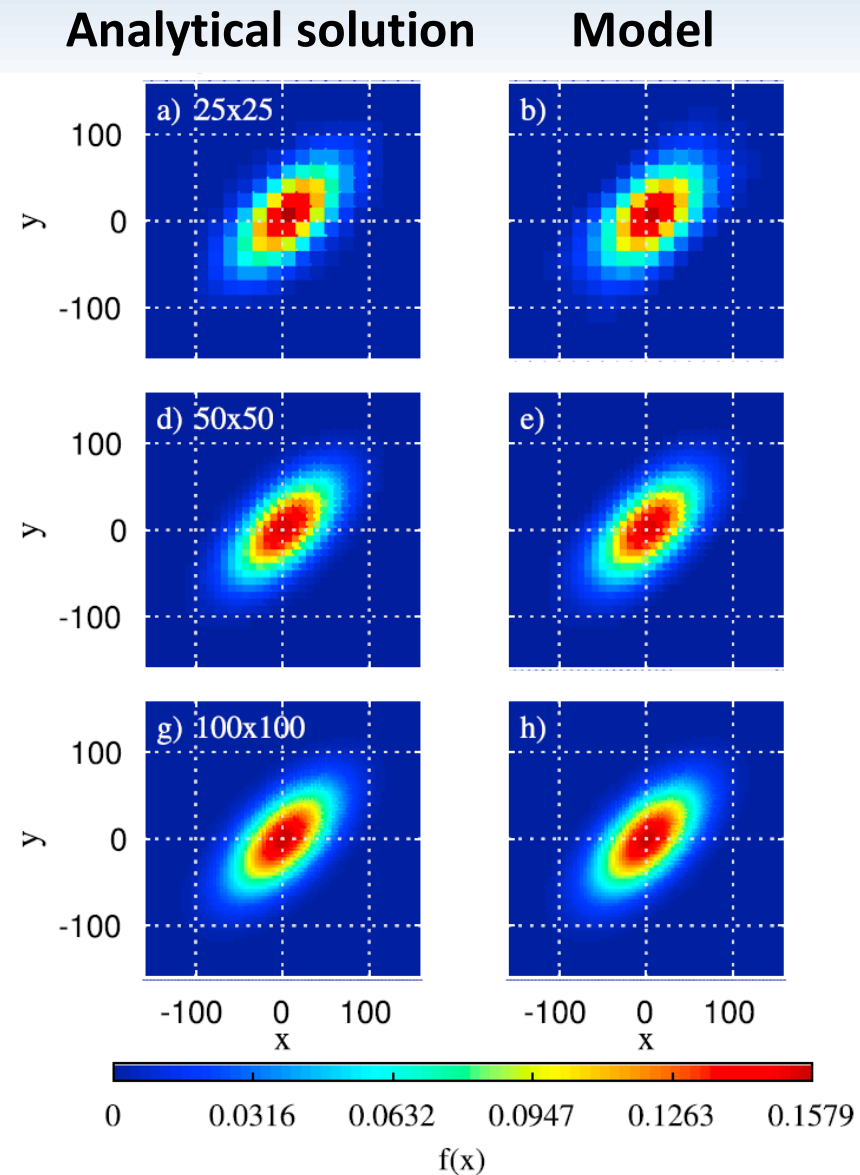 Analytical solution Model
a) 25x25 b)
100
y 0
-100
d) 50x50 e)
100
y 0
-100
g) 100x100 h)
100
y 0
-100
-100 0 100 -100 0 100
x x
0 0.0316 0.0632 0.0947 0.1263 0.1579
f(x)